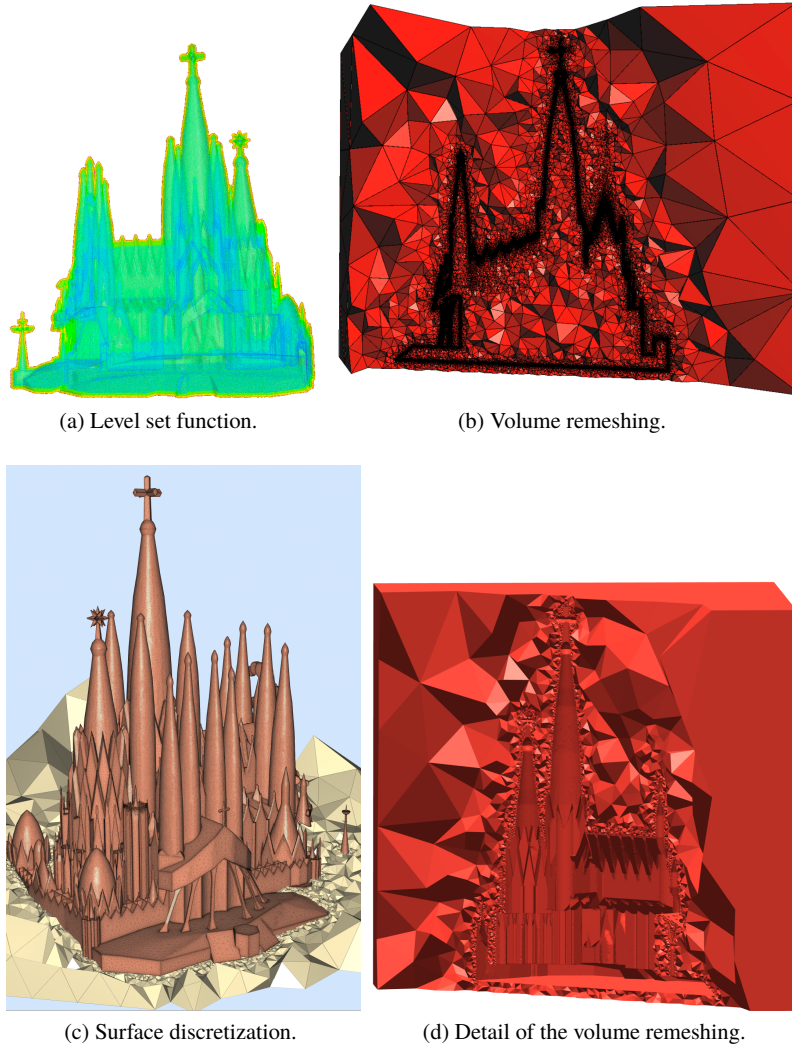 (a) Level set function.
(b) Volume remeshing.
(c) Surface discretization.
(d) Detail of the volume remeshing.